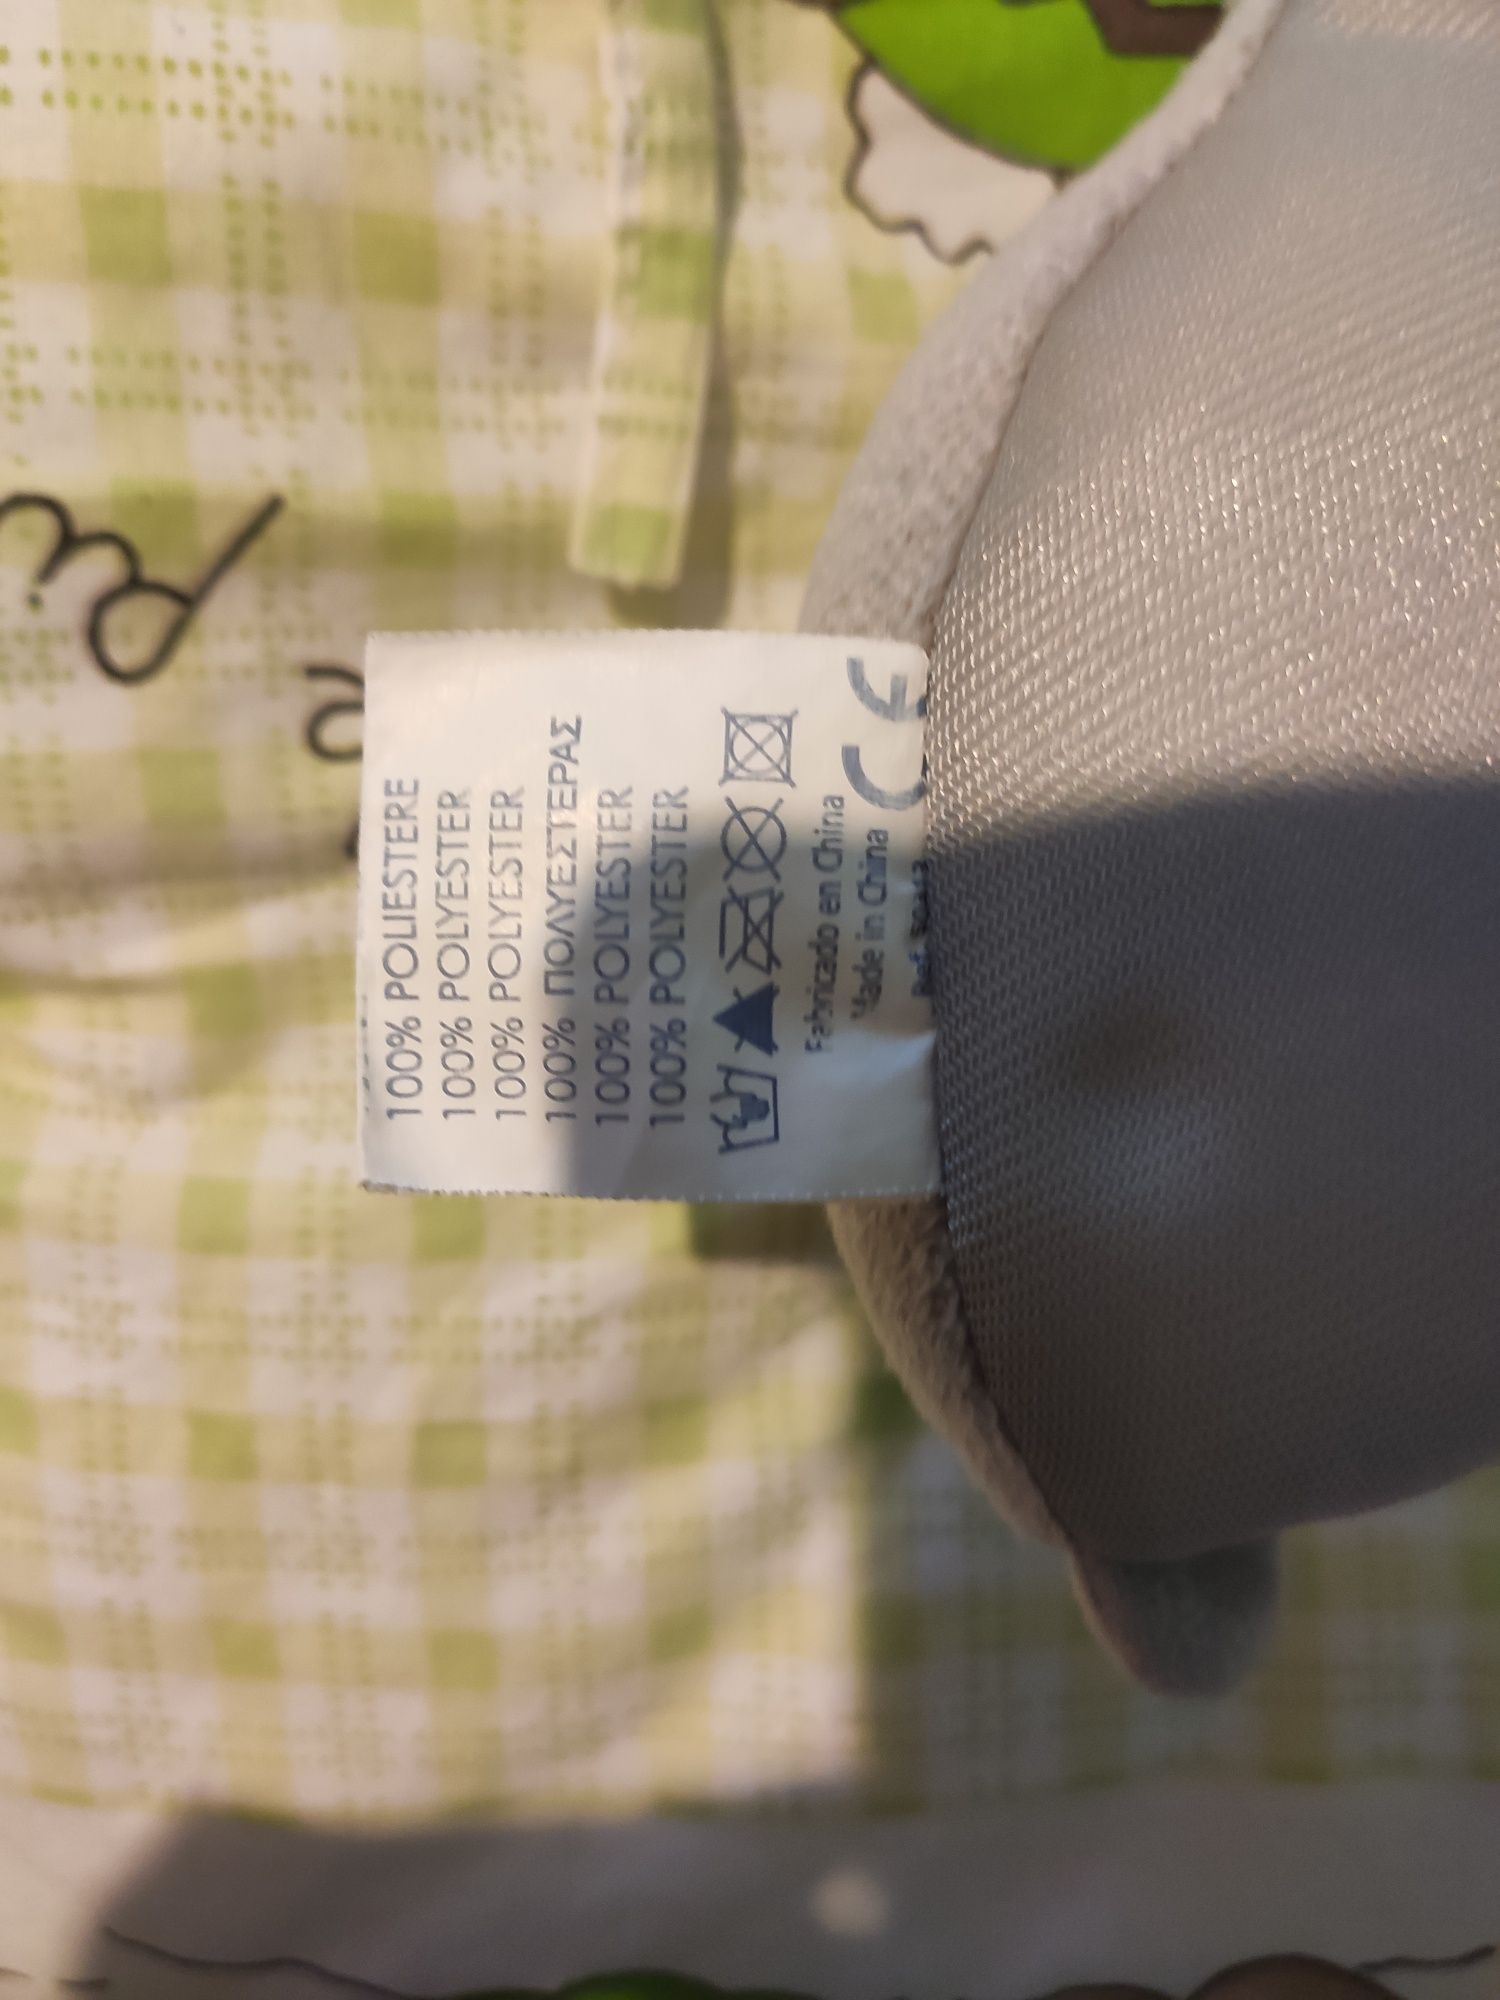 100% POLIESTERE
100% POLYESTER
100% POLYESTER
100% ΠΟΛΥΕΣΤΕΡΑΣ
100% POLYESTER
100% POLYESTER
Fabricado en China
Made in China
CE
Ref.